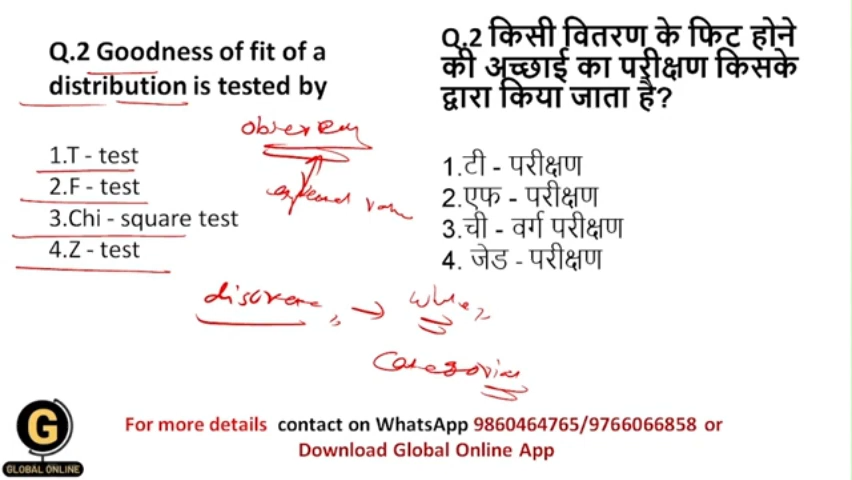 Q.2 Goodness of fit of a
distribution is tested by
1.T - test
2.F - test
3.Chi - square test
4.Z - test
Q.2 किसी वितरण के फिट होने
की अच्छाई का परीक्षण किसके
द्वारा किया जाता है?
1.टी - परीक्षण
2.एफ - परीक्षण
3.ची - वर्ग परीक्षण
4. जेड - परीक्षण
G
GLOBAL ONLINE
For more details contact on WhatsApp 9860464765/9766066858 or
Download Global Online App